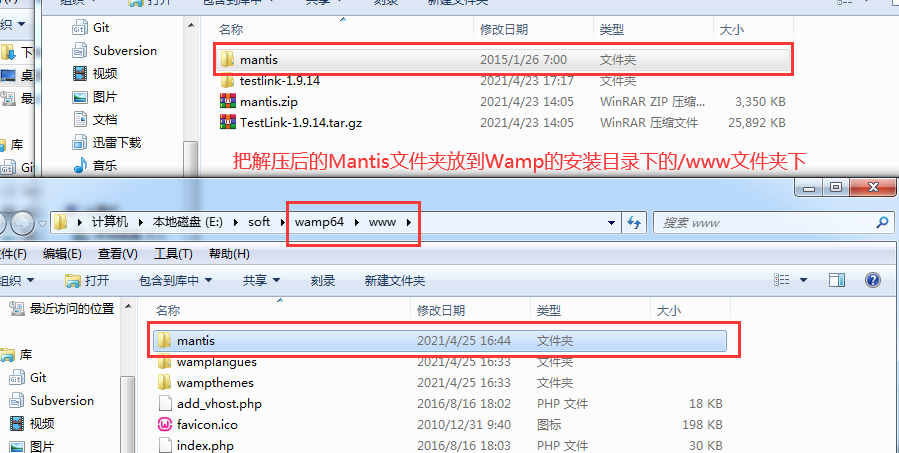 组织 打开 包含到库中 共享 刻录 新建文件夹
名称 修改日期 类型 大小
Git
Subversion
视频
图片
文档
迅雷下载
音乐
mantis 2015/1/26 7:00 文件夹
testlink-1.9.14 2021/4/23 17:17 文件夹
mantis.zip 2021/4/23 14:05 WinRAR ZIP 压缩... 3,350 KB
TestLink-1.9.14.tar.gz 2021/4/23 14:05 WinRAR 压缩文件 25,892 KB
把解压后的Mantis文件夹放到Wamp的安装目录下的/www文件夹下
计算机 本地磁盘 (E:) soft wamp64 www
搜索 www
文件(F) 编辑(E) 查看(V) 工具(T) 帮助(H)
组织 打开 包含到库中 共享 刻录 新建文件夹
最近访问的位置
库
Git
Subversion
视频
图片
名称 修改日期 类型 大小
mantis 2021/4/25 16:44 文件夹
wamplangues 2021/4/25 16:33 文件夹
wampthemes 2021/4/25 16:33 文件夹
add_vhost.php 2016/8/16 18:02 PHP 文件 18 KB
favicon.ico 2010/12/31 9:40 图标 198 KB
index.php 2016/8/16 18:03 PHP 文件 30 KB